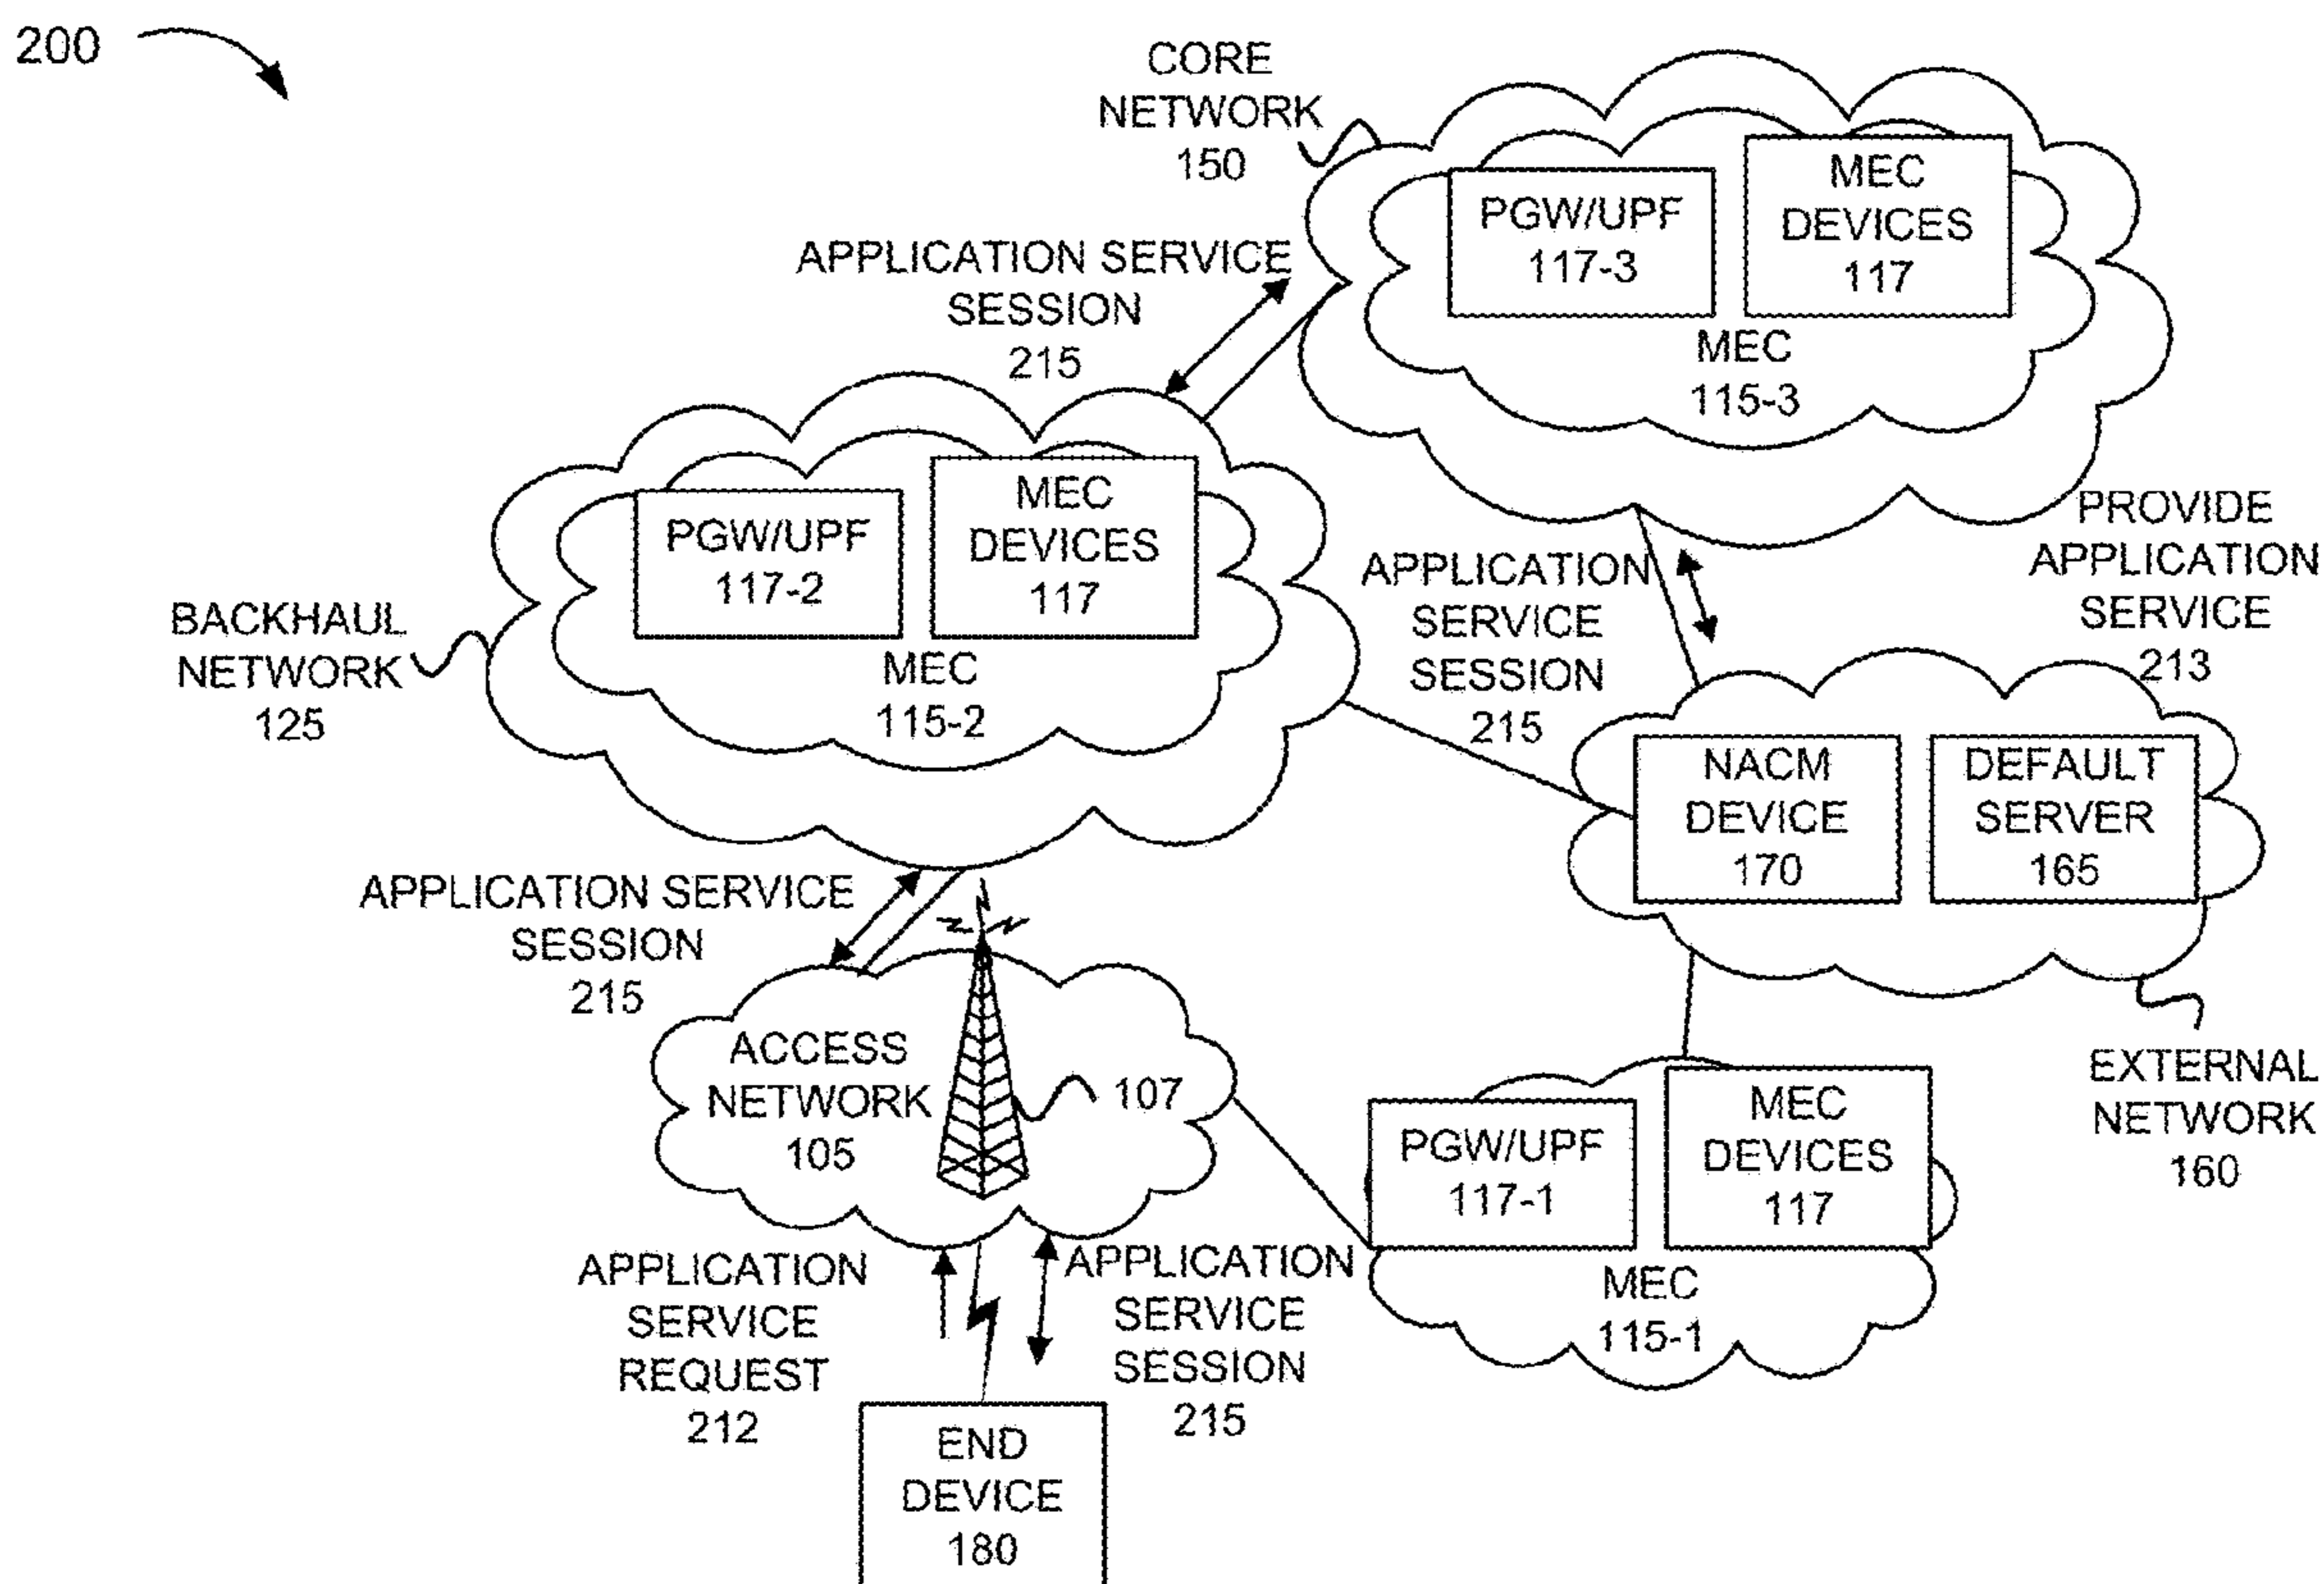 200
CORE
NETWORK
150
PGW/UPF
117-3
MEC
DEVICES
117
MEC
115-3
APPLICATION SERVICE
SESSION
215
PGW/UPF
117-2
MEC
DEVICES
117
MEC
115-2
BACKHAUL
NETWORK
125
APPLICATION
SERVICE
SESSION
215
PROVIDE
APPLICATION
SERVICE
213
NACM
DEVICE
170
DEFAULT
SERVER
165
APPLICATION SERVICE
SESSION
215
ACCESS
NETWORK
105
107
EXTERNAL
NETWORK
160
PGW/UPF
117-1
MEC
DEVICES
117
MEC
115-1
APPLICATION
SERVICE
REQUEST
212
APPLICATION
SERVICE
SESSION
215
END
DEVICE
180